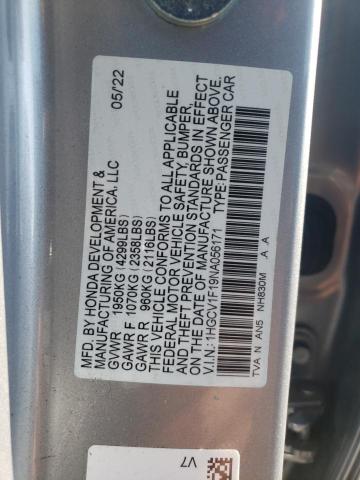 MFD. BY HONDA DEVELOPMENT & 05/'22
MANUFACTURING OF AMERICA, LLC
GVWR 1950KG (4299LBS)
GAWR F 1070KG (2358LBS)
GAWR R 960KG (2116LBS)
THIS VEHICLE CONFORMS TO ALL APPLICABLE
FEDERAL MOTOR VEHICLE SAFETY, BUMPER,
AN THEFT PREVENTION STANDARDS IN EFFECT
ON THE DATE OF MANUFACTURE SHOWN ABOVE.
V.I.N.: 1HGCV1F19NA056171 TYPE:PASSENGER CAR
TVA N AN5 NH830M .A .A
V7